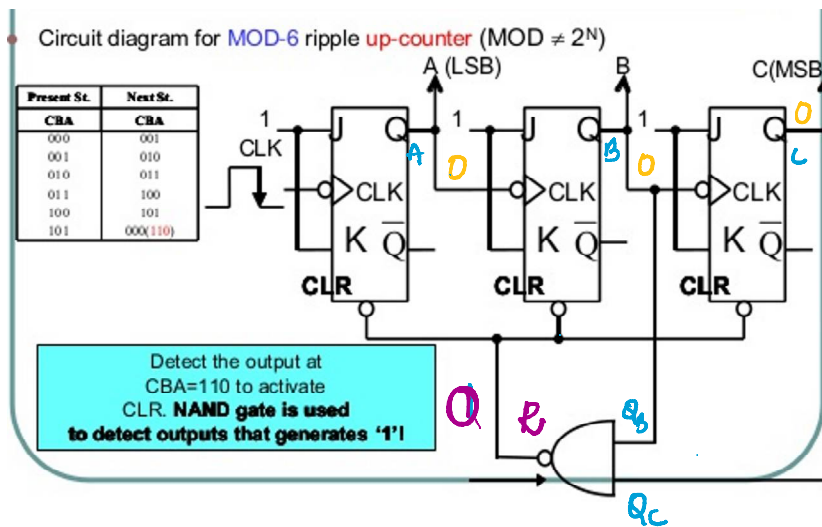 Circuit diagram for MOD-6 ripple up-counter (MOD ≠ 2ᴺ)
A (LSB) B C(MSB
Present St. Next St.
CBA CBA
000 001
001 010
010 011
011 100
100 101
101 000(110)
CLK
1 J Q A 1 J Q B 1 J Q C
0 0 0
CLK CLK CLK
K Q̅ K Q̅ K Q̅
CLR CLR CLR
Detect the output at
CBA=110 to activate
CLR. NAND gate is used
to detect outputs that generates ‘1’!
QB
QC